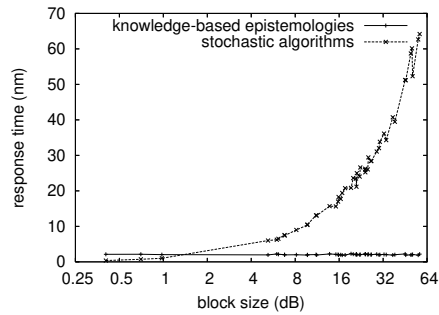 70
60
50
40
30
20
10
0
response time (nm)
knowledge-based epistemologies
stochastic algorithms
0.25 0.5 1 2 4 8 16 32 64
block size (dB)